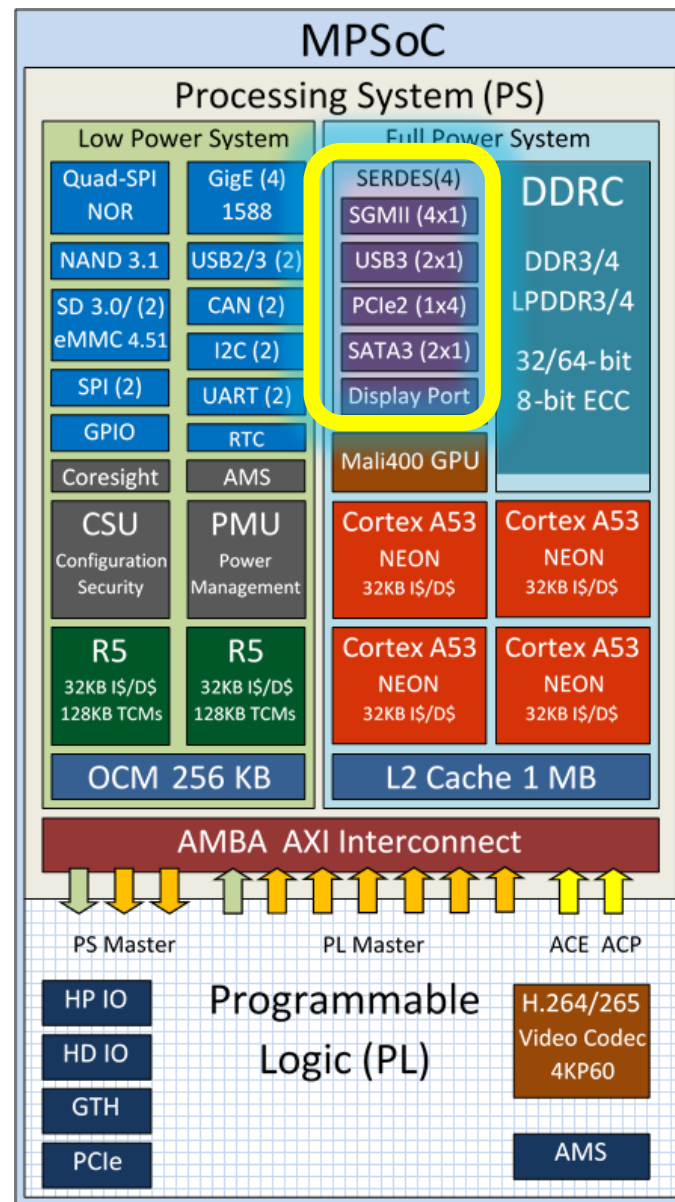 MPSoC
Processing System (PS)
Low Power System
Quad-SPI
NOR
GigE (4)
1588
NAND 3.1
USB2/3 (2)
SD 3.0/ (2)
eMMC 4.51
CAN (2)
I2C (2)
SPI (2)
UART (2)
GPIO
RTC
Coresight
AMS
CSU
Configuration
Security
PMU
Power
Management
R5
32KB I$/D$
128KB TCMs
R5
32KB I$/D$
128KB TCMs
OCM 256 KB
Full Power System
SERDES(4)
SGMII (4x1)
USB3 (2x1)
PCIe2 (1x4)
SATA3 (2x1)
Display Port
DDRC
DDR3/4
LPDDR3/4
32/64-bit
8-bit ECC
Mali400 GPU
Cortex A53
NEON
32KB I$/D$
Cortex A53
NEON
32KB I$/D$
Cortex A53
NEON
32KB I$/D$
Cortex A53
NEON
32KB I$/D$
L2 Cache 1 MB
AMBA AXI Interconnect
PS Master
PL Master
ACE ACP
HP IO
HD IO
GTH
PCIe
Programmable
Logic (PL)
H.264/265
Video Codec
4KP60
AMS